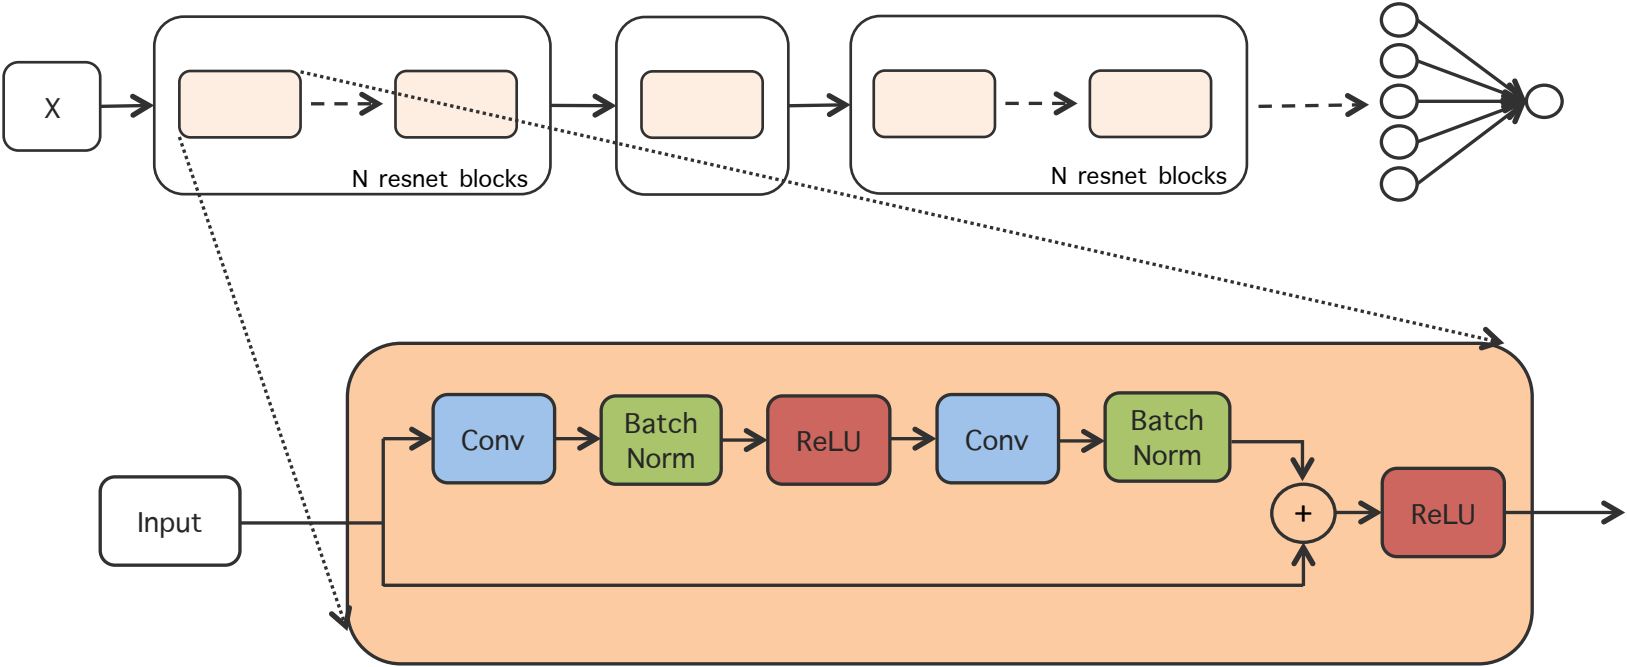 X
N resnet blocks
N resnet blocks
Conv
Batch
Norm
ReLU
Conv
Batch
Norm
Input
+
ReLU